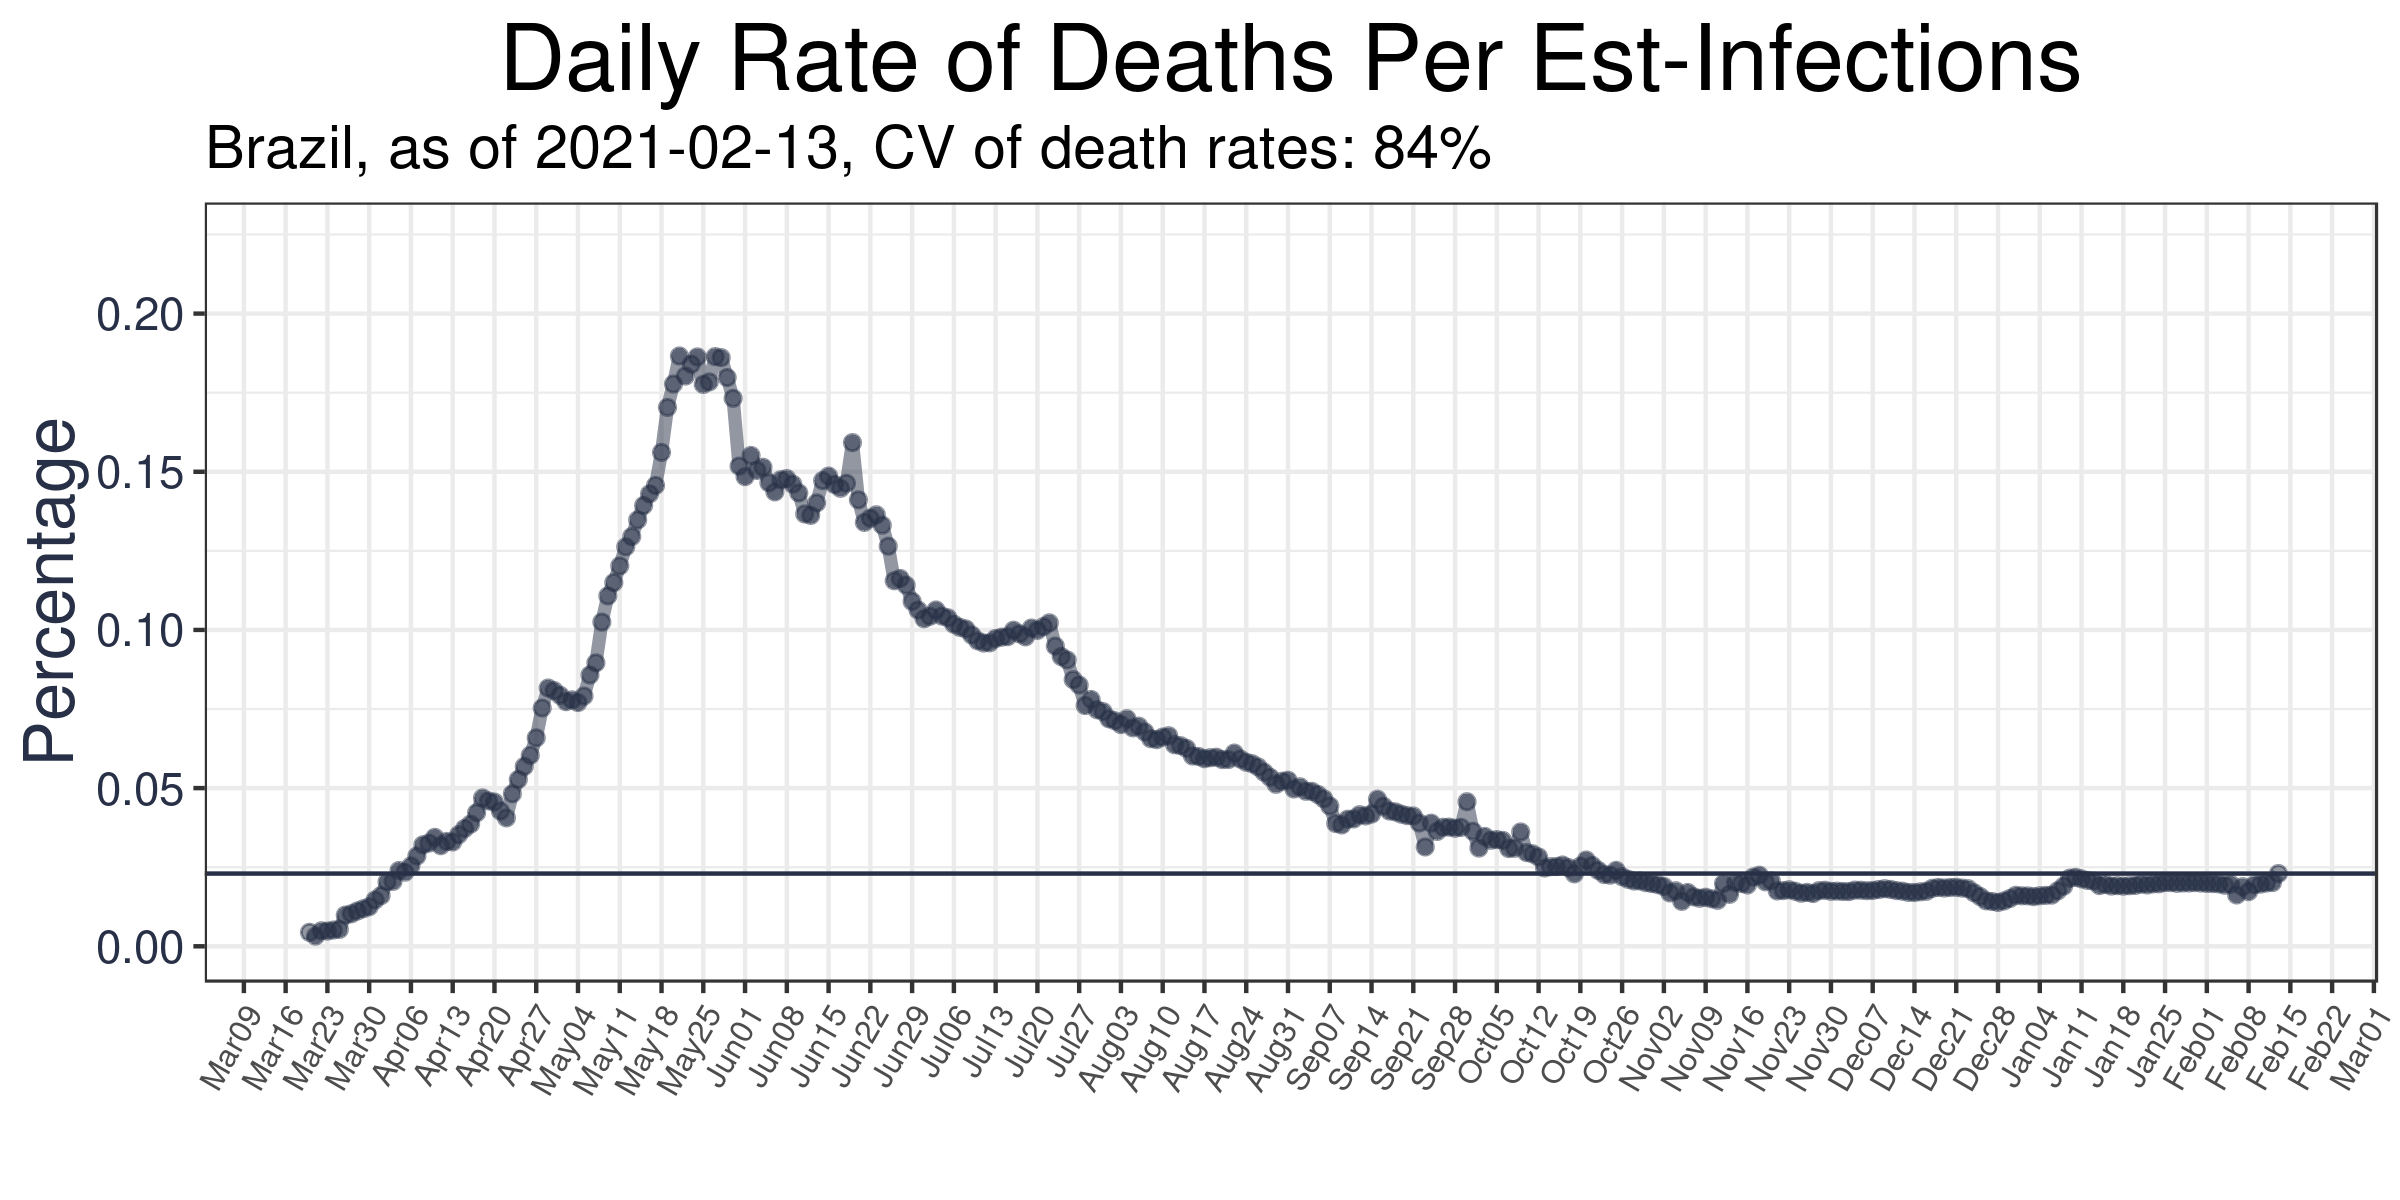 Daily Rate of Deaths Per Est-Infections
Brazil, as of 2021-02-13, CV of death rates: 84%
Percentage
0.20
0.15
0.10
0.05
0.00
Mar09
Mar16
Mar23
Mar30
Apr06
Apr13
Apr20
Apr27
May04
May11
May18
May25
Jun01
Jun08
Jun15
Jun22
Jun29
Jul06
Jul13
Jul20
Jul27
Aug03
Aug10
Aug17
Aug24
Aug31
Sep07
Sep14
Sep21
Sep28
Oct05
Oct12
Oct19
Oct26
Nov02
Nov09
Nov16
Nov23
Nov30
Dec07
Dec14
Dec21
Dec28
Jan04
Jan11
Jan18
Jan25
Feb01
Feb08
Feb15
Feb22
Mar01